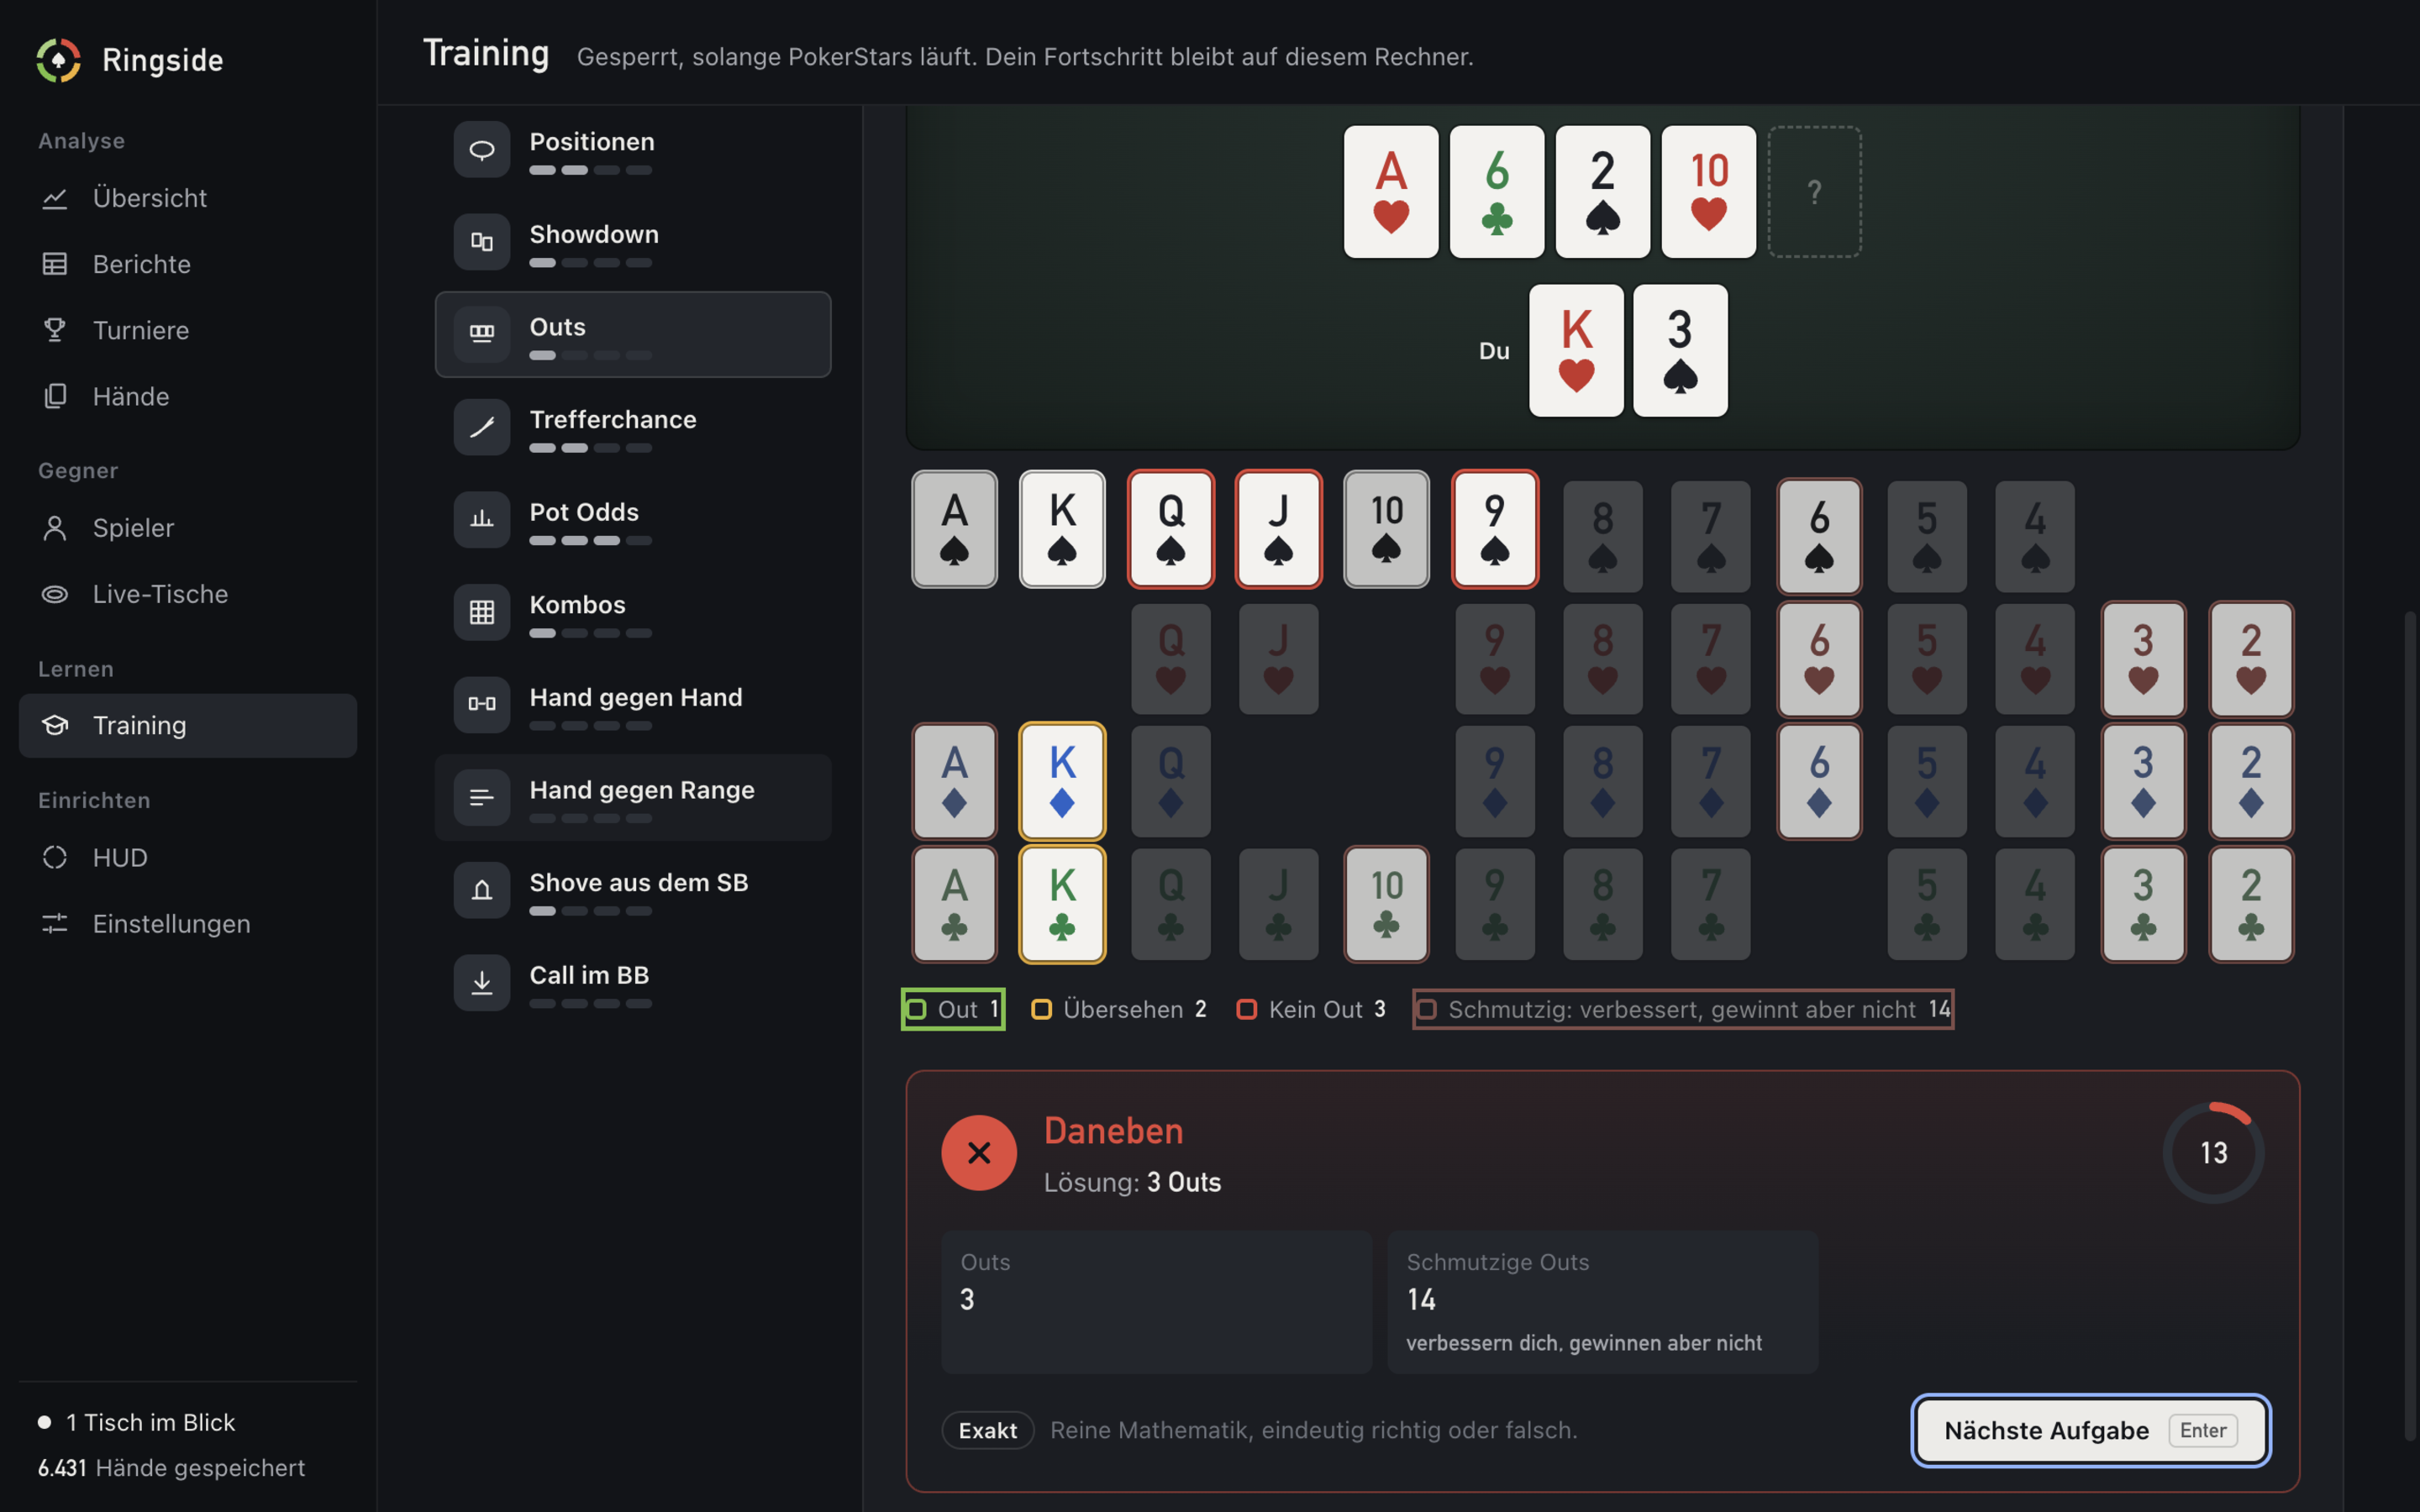 Ringside
Analyse
Übersicht
Berichte
Turniere
Hände
Gegner
Spieler
Live-Tische
Lernen
Training
Einrichten
HUD
Einstellungen
1 Tisch im Blick
6.431 Hände gespeichert
Training Gesperrt, solange PokerStars läuft. Dein Fortschritt bleibt auf diesem Rechner.
Positionen
Showdown
Outs
Trefferchance
Pot Odds
Kombos
Hand gegen Hand
Hand gegen Range
Shove aus dem SB
Call im BB
A 6 2 10 ?
Du K 3
A K Q J 10 9 8 7 6 5 4
Q J 9 8 7 6 5 4 3 2
A K Q 9 8 7 6 5 4 3 2
A K Q J 10 9 8 7 5 4 3 2
Out 1 Übersehen 2 Kein Out 3 Schmutzig: verbessert, gewinnt aber nicht 14
Daneben
Lösung: 3 Outs
13
Outs
3
Schmutzige Outs
14
verbessern dich, gewinnen aber nicht
Exakt Reine Mathematik, eindeutig richtig oder falsch.
Nächste Aufgabe Enter